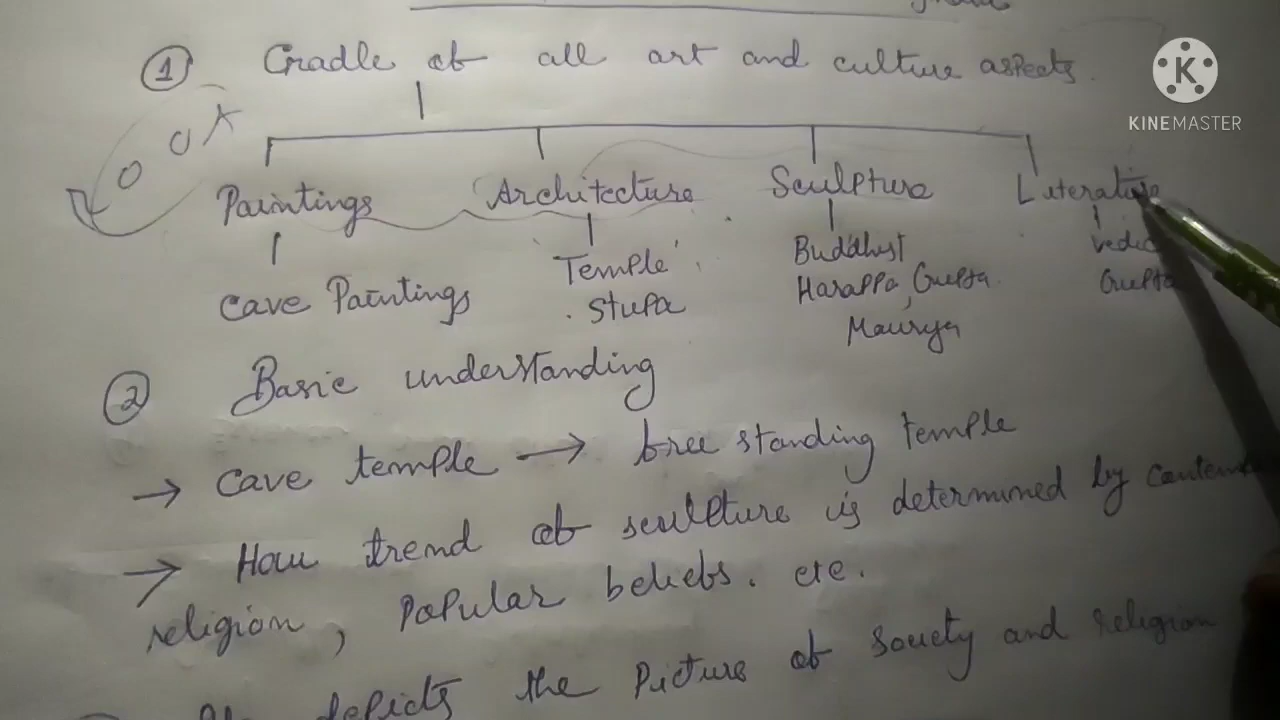 ① Cradle of all art and culture aspects.
KINEMASTER
Paintings Architecture Sculpture Literature
Cave Paintings Temple Buddhist Vedic
Stupa Harappa, Gupta Gupta
Maurya
② Basic understanding
→ Cave temple → free standing temple
→ How trend of sculpture is determined by
religion, popular beliefs. etc.
depicts the picture of society and religion